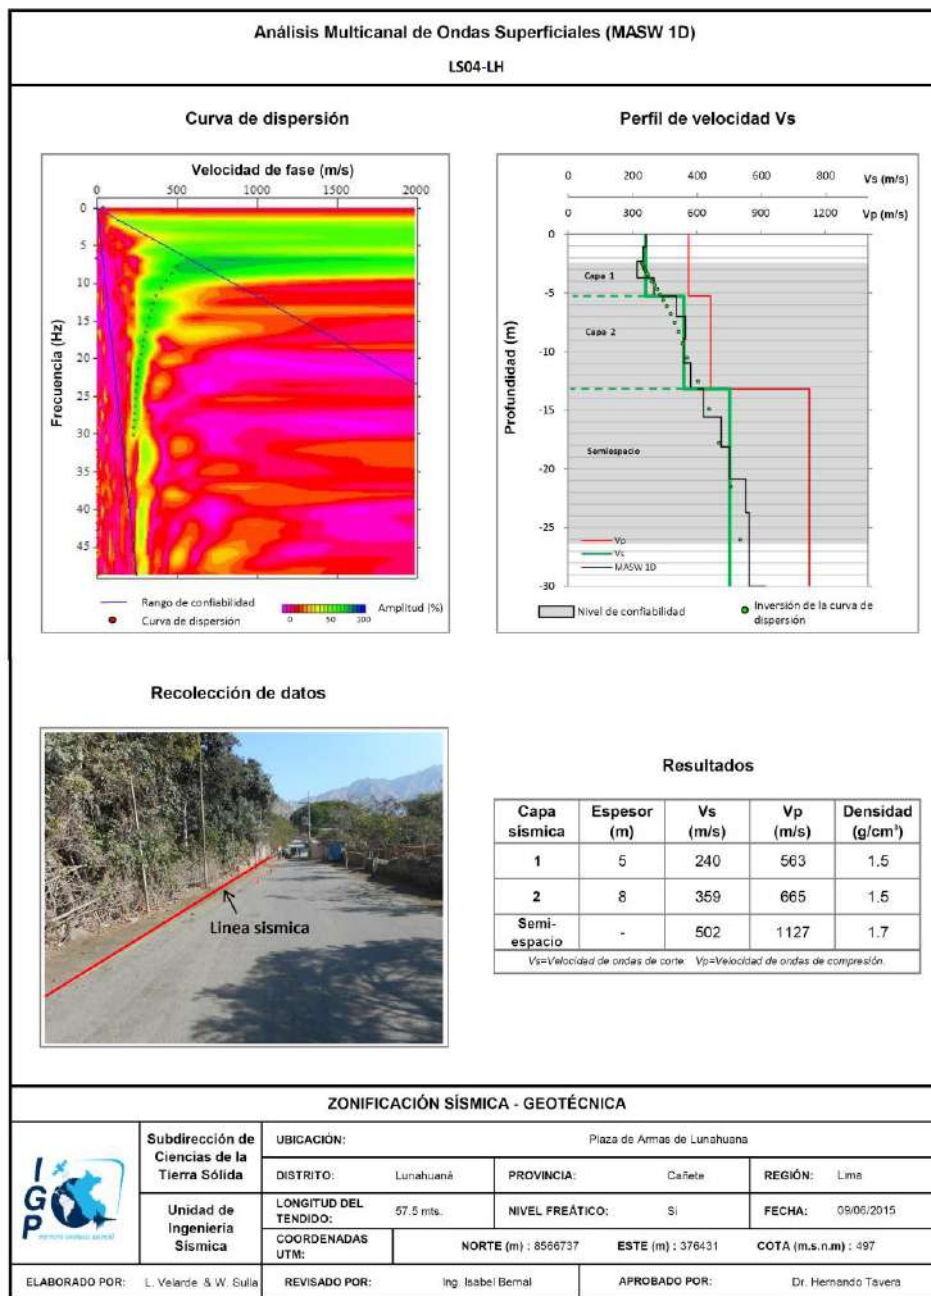 Análisis Multicanal de Ondas Superficiales (MASW 1D)
LS04-LH
Curva de dispersión
Velocidad de fase (m/s)
0 500 1000 1500 2000
Frecuencia (Hz)
0
5
10
15
20
25
30
35
40
45
Rango de confiabilidad
Curva de dispersión
Amplitud (%)
0 50 100
Perfil de velocidad Vs
0 200 400 600 800 Vs (m/s)
0 300 600 900 1200 Vp (m/s)
Profundidad (m)
0
-5
-10
-15
-20
-25
-30
Capa 1
Capa 2
Semiespacio
Vp
Vs
MASW 1D
Nivel de confiabilidad
Inversión de la curva de
dispersión
Recolección de datos
Linea sismica
Resultados
Capa sismica Espesor (m) Vs (m/s) Vp (m/s) Densidad (g/cm³)
1 5 240 563 1.5
2 8 359 665 1.5
Semi-espacio - 502 1127 1.7
Vs=Velocidad de ondas de corte. Vp=Velocidad de ondas de compresión.
ZONIFICACIÓN SÍSMICA - GEOTÉCNICA
IGP
Subdirección de
Ciencias de la
Tierra Sólida
Unidad de
Ingeniería
Sísmica
UBICACIÓN: Plaza de Armas de Lunahuana
DISTRITO: Lunahuaná PROVINCIA: Cañete REGIÓN: Lima
LONGITUD DEL TENDIDO: 57.5 mts. NIVEL FREÁTICO: Si FECHA: 09/06/2015
COORDENADAS UTM: NORTE (m) : 8566737 ESTE (m) : 376431 COTA (m.s.n.m) : 497
ELABORADO POR: L. Velarde & W. Sulla REVISADO POR: Ing. Isabel Bernal APROBADO POR: Dr. Hernando Tavera